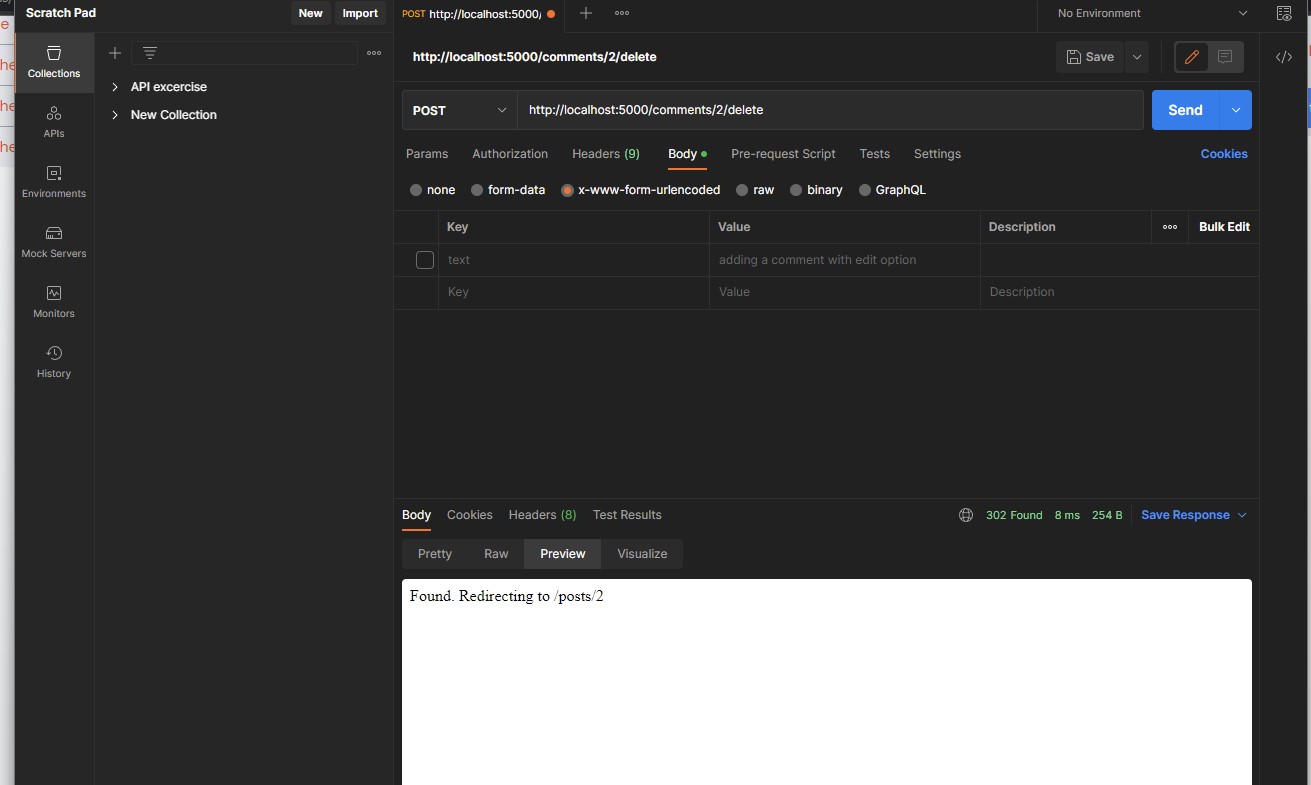 Scratch Pad
New
Import
POST http://localhost:5000/
No Environment
Collections
APIs
Environments
Mock Servers
Monitors
History
API excercise
New Collection
http://localhost:5000/comments/2/delete
Save
POST
http://localhost:5000/comments/2/delete
Send
Params Authorization Headers (9) Body Pre-request Script Tests Settings
Cookies
none form-data x-www-form-urlencoded raw binary GraphQL
Key Value Description Bulk Edit
text adding a comment with edit option
Key Value Description
Body Cookies Headers (8) Test Results
302 Found 8 ms 254 B Save Response
Pretty Raw Preview Visualize
Found. Redirecting to /posts/2